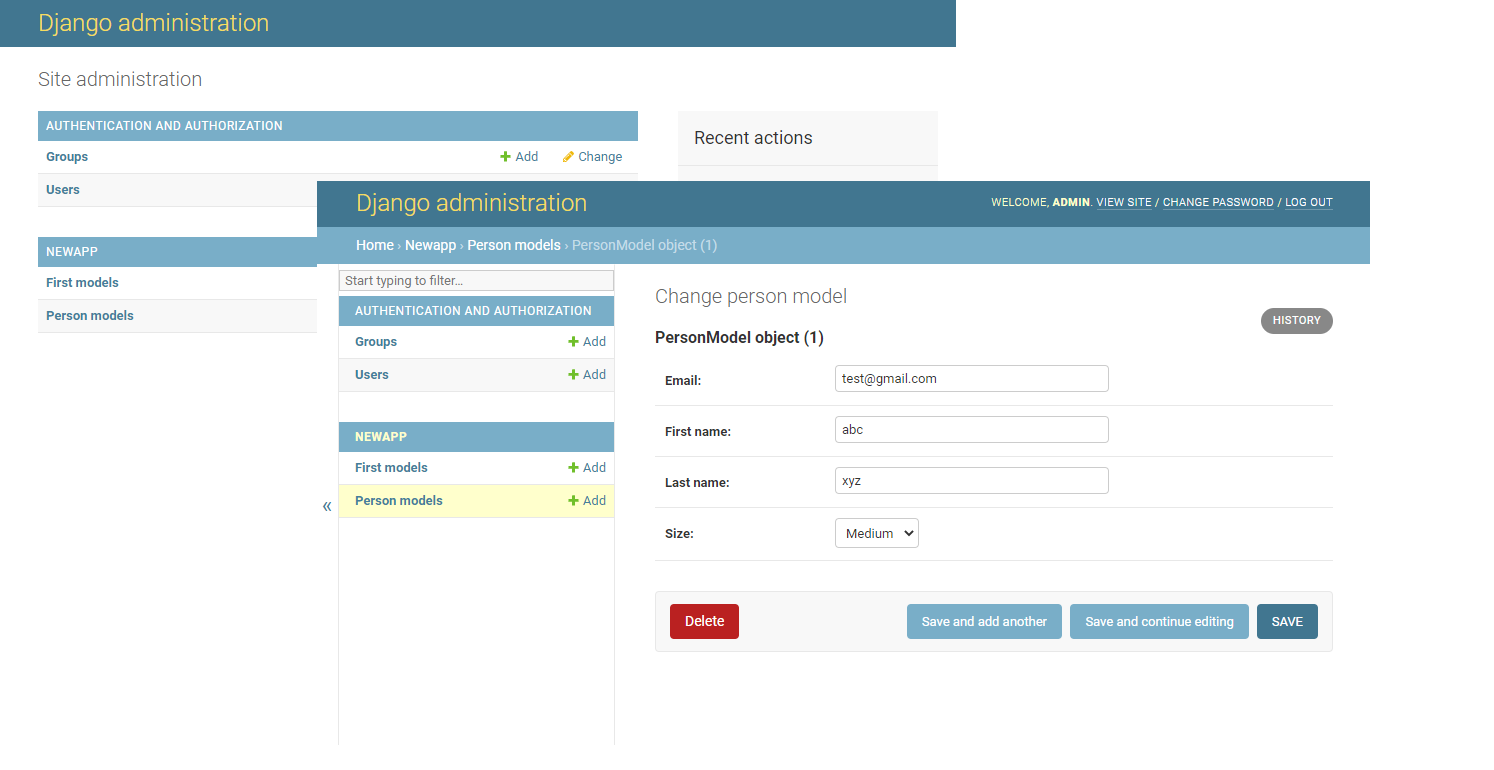 Django administration
Site administration
AUTHENTICATION AND AUTHORIZATION
Groups Add Change
Users
NEWAPP
First models
Person models
Recent actions
Django administration
WELCOME, ADMIN. VIEW SITE / CHANGE PASSWORD / LOG OUT
Home › Newapp › Person models › PersonModel object (1)
Start typing to filter...
AUTHENTICATION AND AUTHORIZATION
Groups Add
Users Add
NEWAPP
First models Add
Person models Add
«
Change person model
HISTORY
PersonModel object (1)
Email: test@gmail.com
First name: abc
Last name: xyz
Size: Medium
Delete Save and add another Save and continue editing SAVE